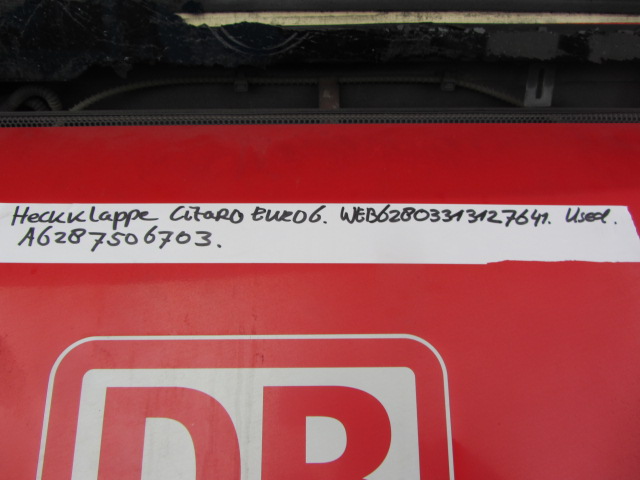 Heckklappe Citaro Euro6. WEB62803313127641. Used.
A6287506703.
DB